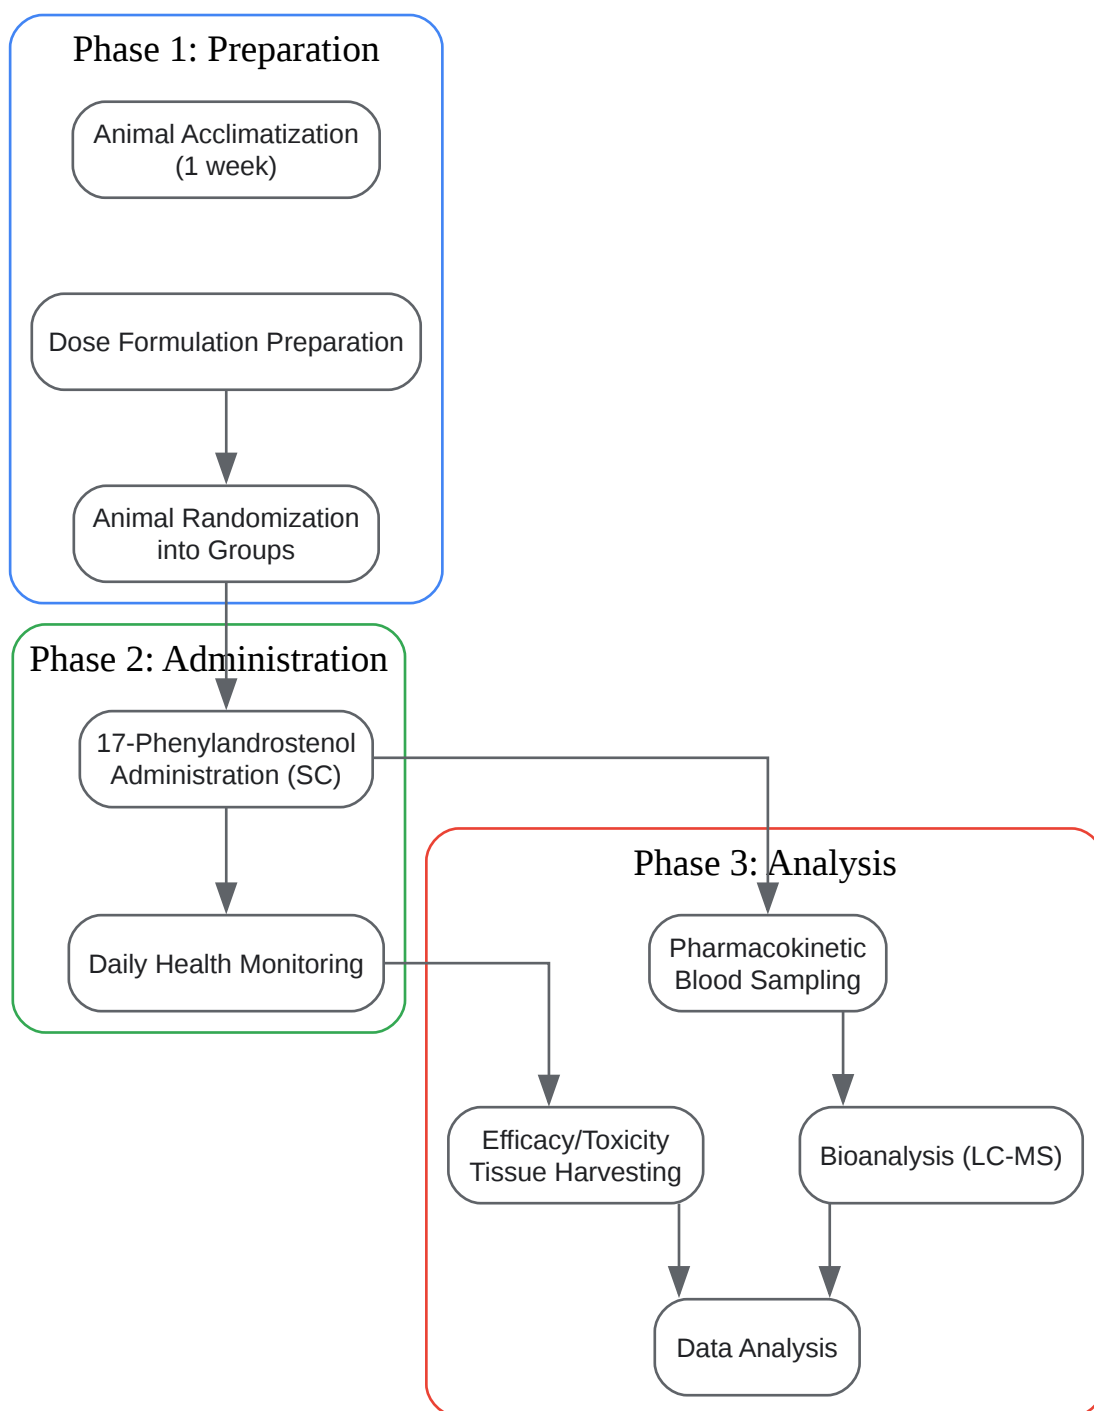 Phase 1: Preparation
Animal Acclimatization
(1 week)
Dose Formulation Preparation
Animal Randomization
into Groups
Phase 2: Administration
17-Phenylandrostenol
Administration (SC)
Daily Health Monitoring
Phase 3: Analysis
Pharmacokinetic
Blood Sampling
Efficacy/Toxicity
Tissue Harvesting
Bioanalysis (LC-MS)
Data Analysis